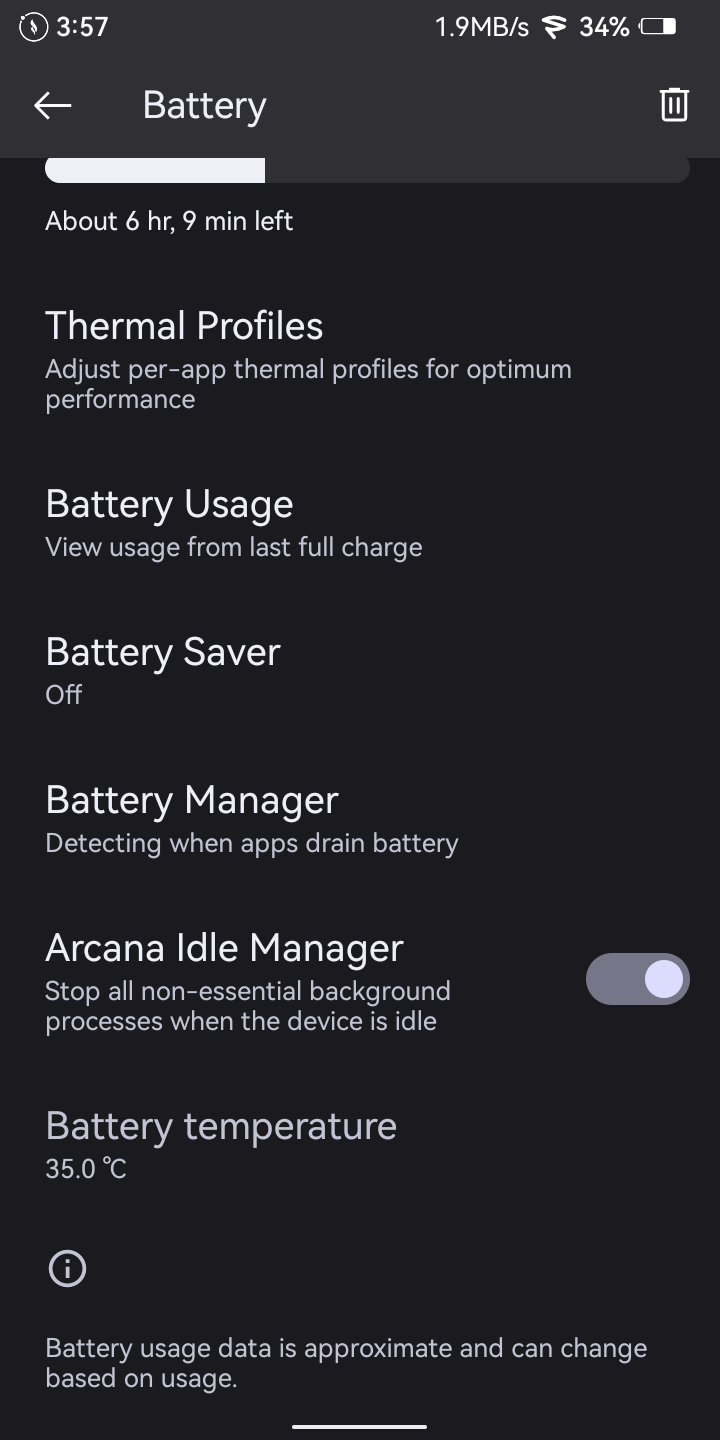 3:57
1.9MB/s 34%
Battery
About 6 hr, 9 min left
Thermal Profiles
Adjust per-app thermal profiles for optimum
performance
Battery Usage
View usage from last full charge
Battery Saver
Off
Battery Manager
Detecting when apps drain battery
Arcana Idle Manager
Stop all non-essential background
processes when the device is idle
Battery temperature
35.0 ℃
Battery usage data is approximate and can change
based on usage.